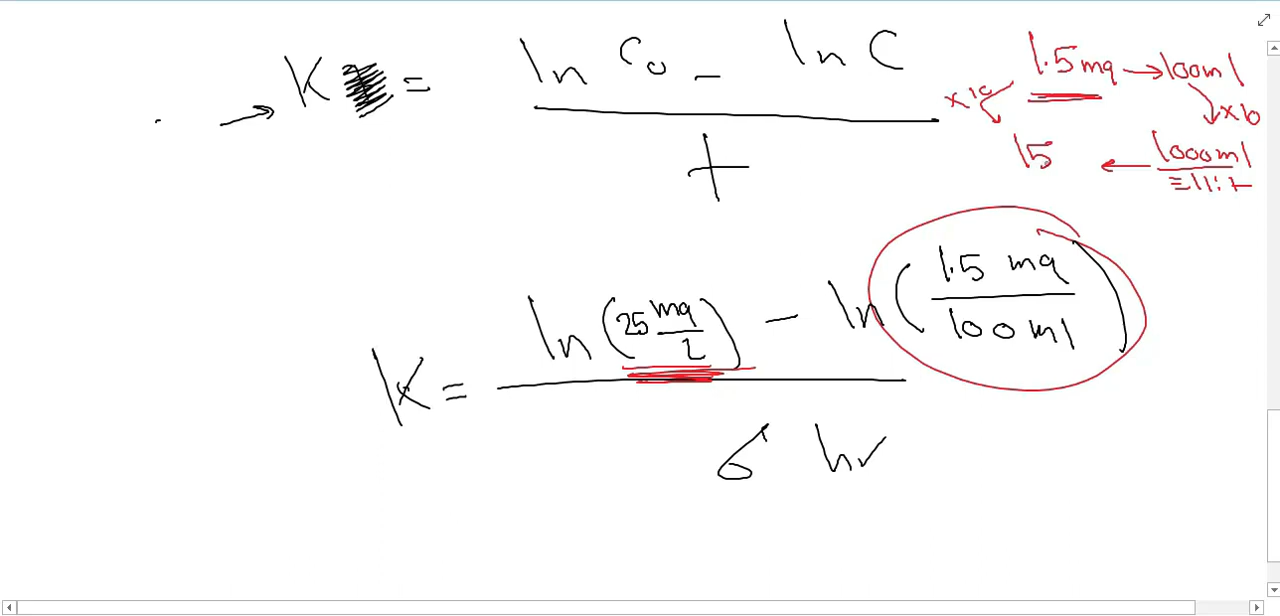 → K = ln C₀ - ln C
t
1.5 mg → 100 ml
x10 x10
15 ← 1000 ml
≡ 1 lit
K = ln (25 mg/L) - ln (1.5 mg/100 ml)
6 hr